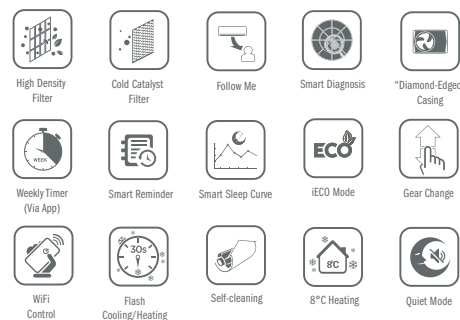 High Density
Filter
Cold Catalyst
Filter
Follow Me
Smart Diagnosis
“Diamond-Edged
Casing
WEEK
Weekly Timer
(Via App)
Smart Reminder
Smart Sleep Curve
ECO
iECO Mode
Gear Change
WiFi
Control
30s
Flash
Cooling/Heating
Self-cleaning
8°C
8°C Heating
Quiet Mode